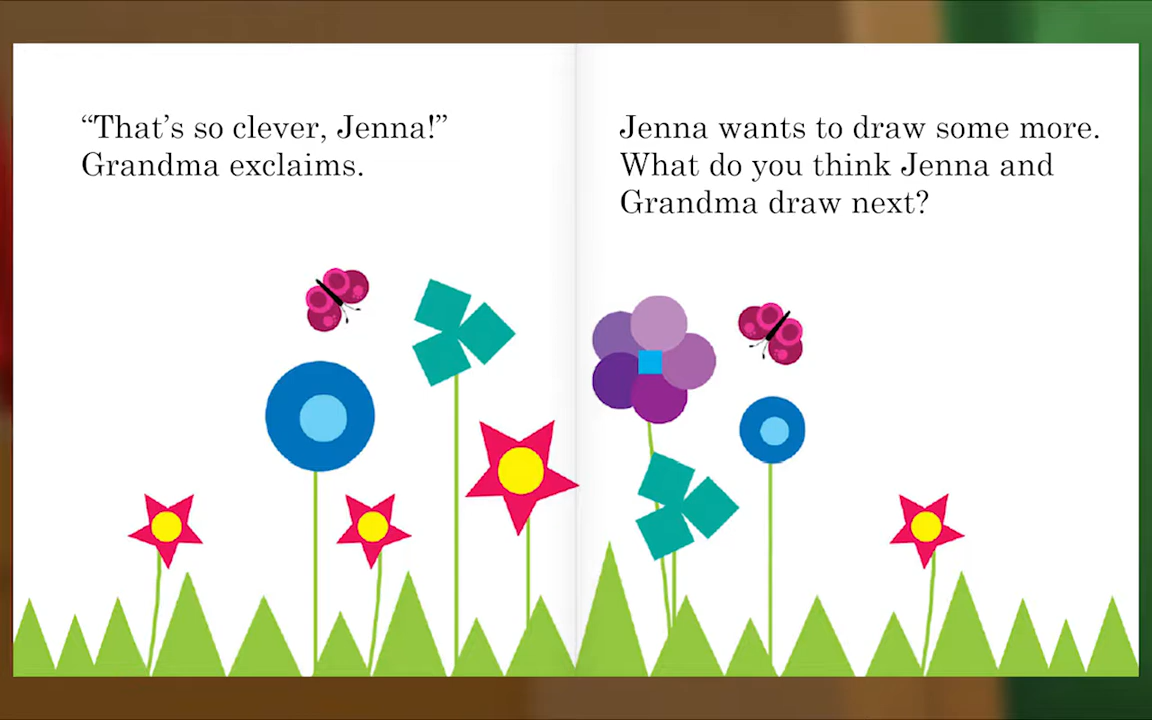 “That’s so clever, Jenna!”
Grandma exclaims.
Jenna wants to draw some more.
What do you think Jenna and
Grandma draw next?